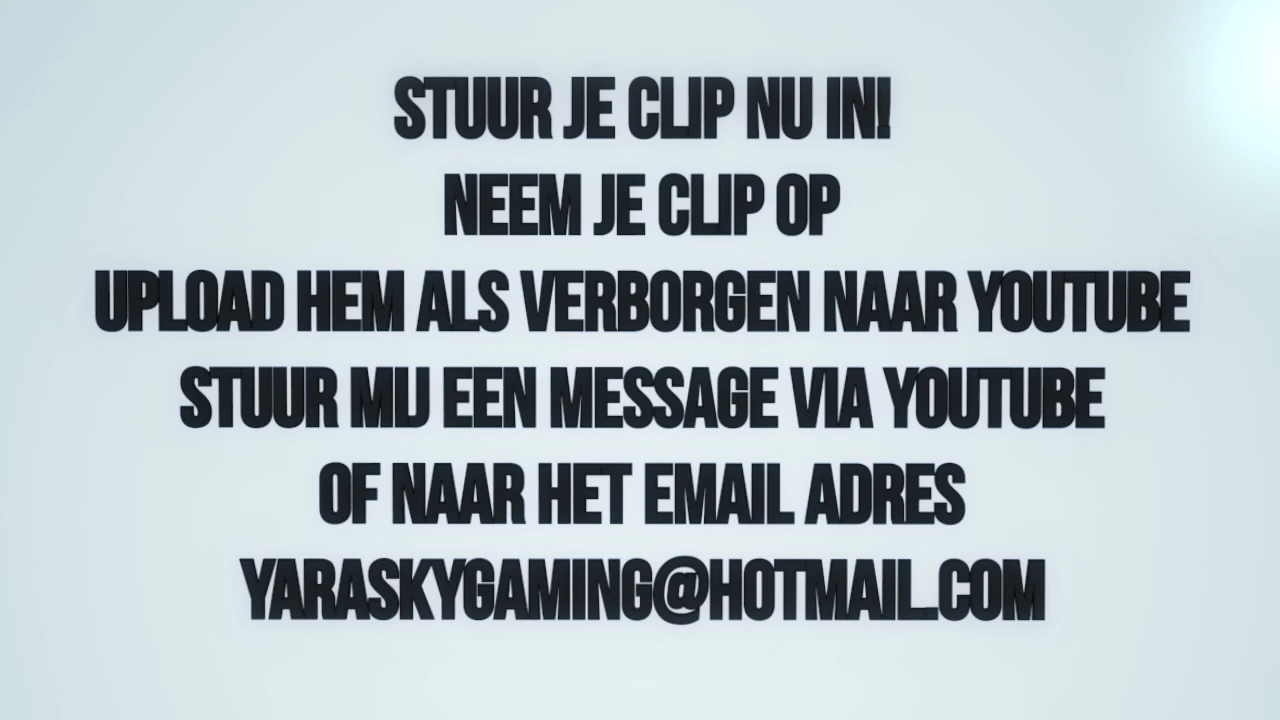 STUUR JE CLIP NU IN!
NEEM JE CLIP OP
UPLOAD HEM ALS VERBORGEN NAAR YOUTUBE
STUUR MIJ EEN MESSAGE VIA YOUTUBE
OF NAAR HET EMAIL ADRES
YARASKYGAMING@HOTMAIL.COM